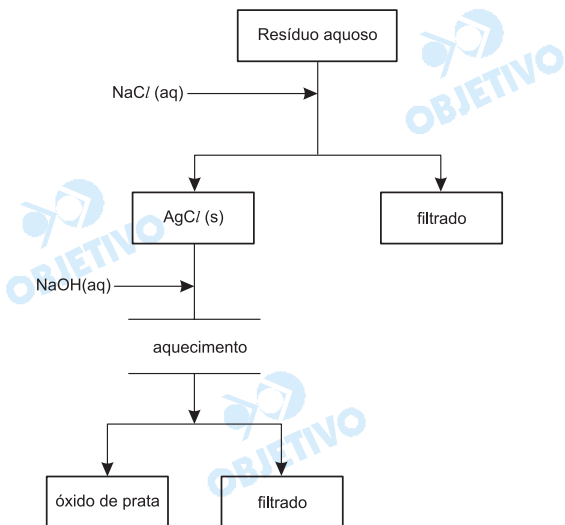 Resíduo aquoso
NaCl (aq)
OBJETIVO
AgCl (s)
filtrado
OBJETIVO
NaOH(aq)
aquecimento
OBJETIVO
óxido de prata
filtrado